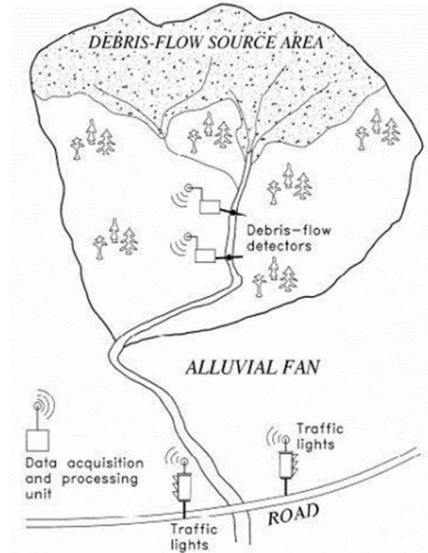 DEBRIS-FLOW SOURCE AREA
Debris-flow
detectors
ALLUVIAL FAN
Traffic
lights
Data acquisition
and processing
unit
Traffic
lights
ROAD